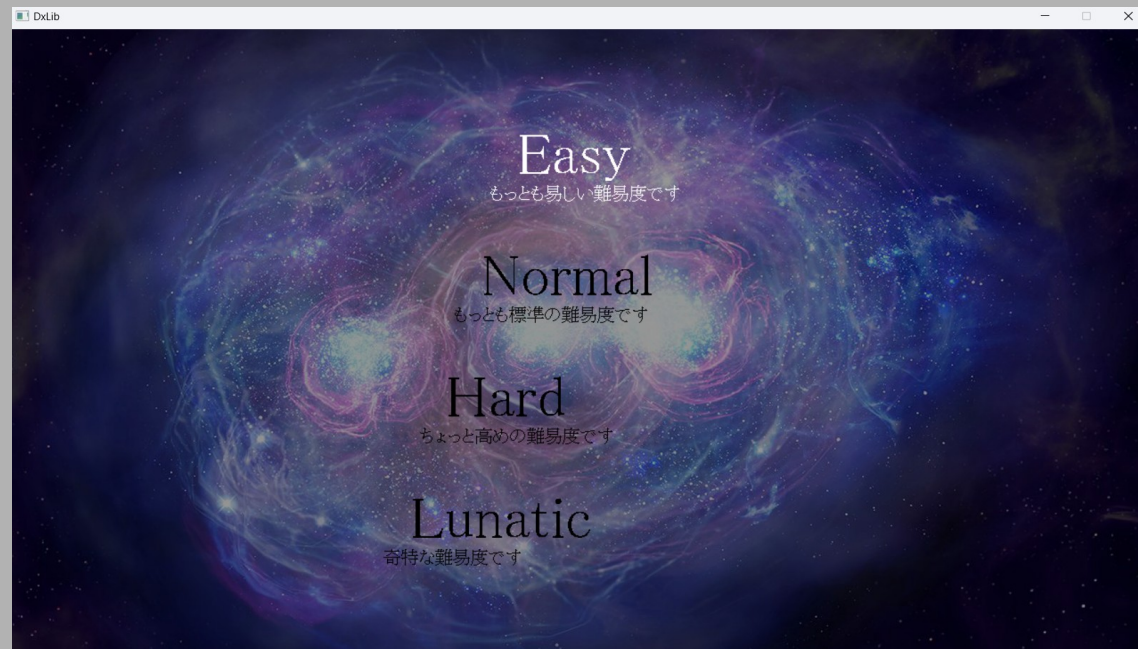 DxLib
Easy
もっとも易しい難易度です
Normal
もっとも標準の難易度です
Hard
ちょっと高めの難易度です
Lunatic
奇特な難易度です